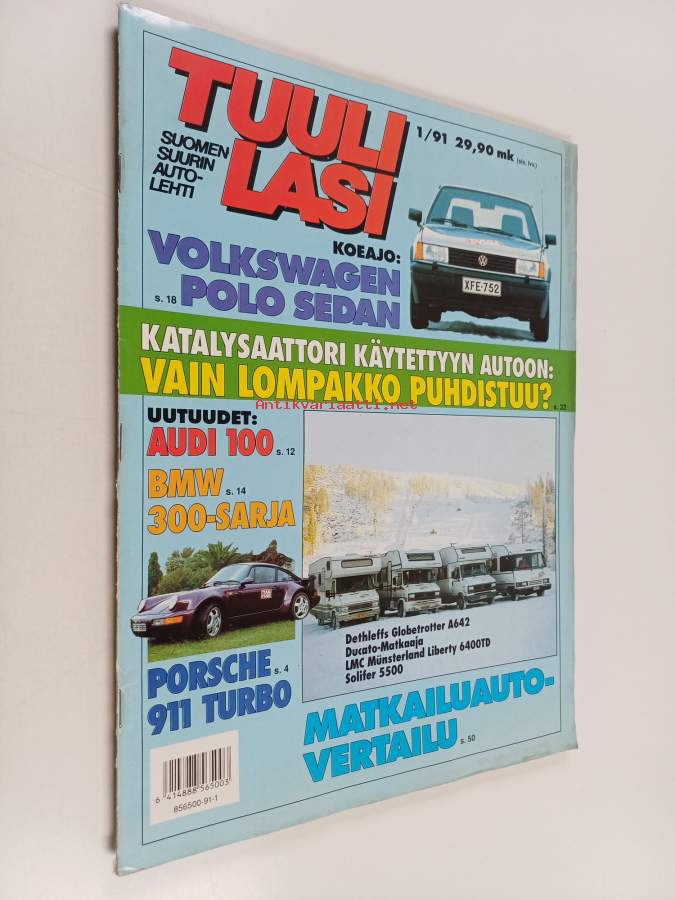 TUULI
LASI
SUOMEN
SUURIN
AUTO-
LEHTI
1/91 29,90 mk (sis. lvv.)
KOEAJO:
VOLKSWAGEN
s. 18 POLO SEDAN
XFE-752
KATALYSAATTORI KÄYTETTYYN AUTOON:
VAIN LOMPAKKO PUHDISTUU?
Antikvariaatti.net
UUTUUDET:
AUDI 100 s. 12
BMW s. 14
300-SARJA
PORSCHE s. 4
911 TURBO
Dethleffs Globetrotter A642
Ducato-Matkaaja
LMC Münsterland Liberty 6400TD
Solifer 5500
MATKAILUAUTO-
VERTAILU s. 50
6 414888 565003
856500-91-1